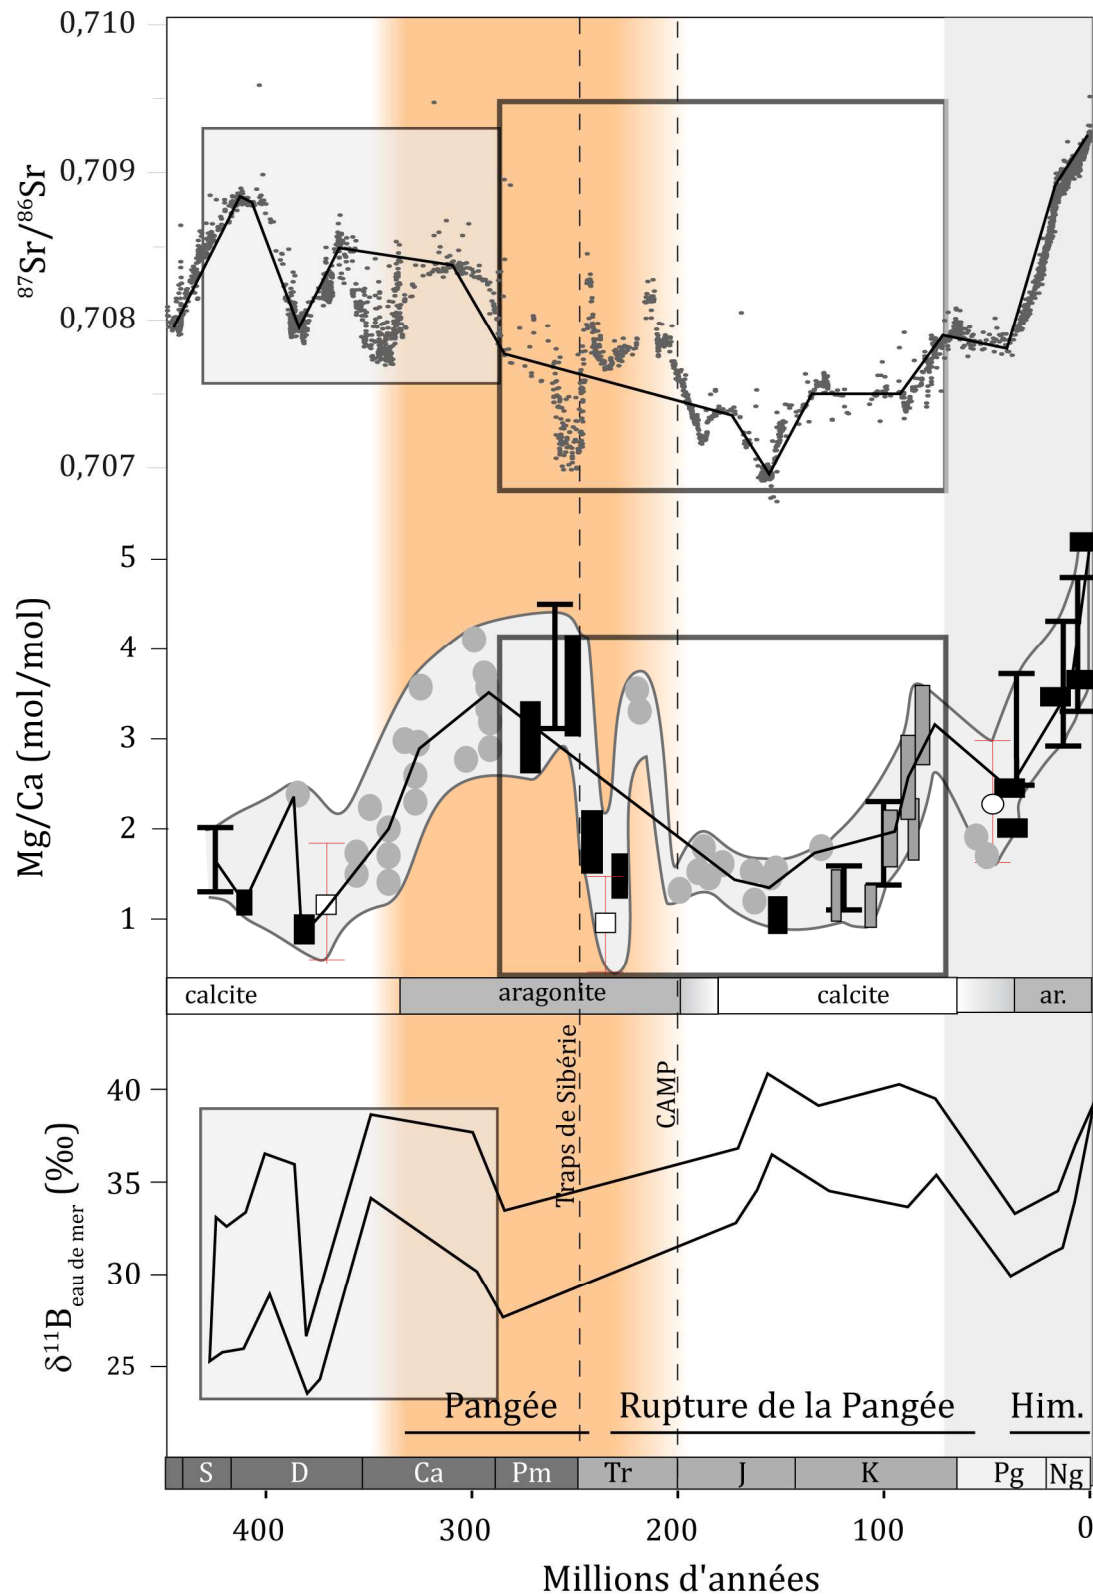 0,710
0,709
0,708
0,707
87Sr/86Sr
5
4
3
2
1
Mg/Ca (mol/mol)
calcite
aragonite
calcite
ar.
Traps de Sibérie
CAMP
40
35
30
25
δ11B eau de mer (‰)
Pangée
Rupture de la Pangée
Him.
S D Ca Pm Tr J K Pg Ng
400 300 200 100 0
Millions d'années